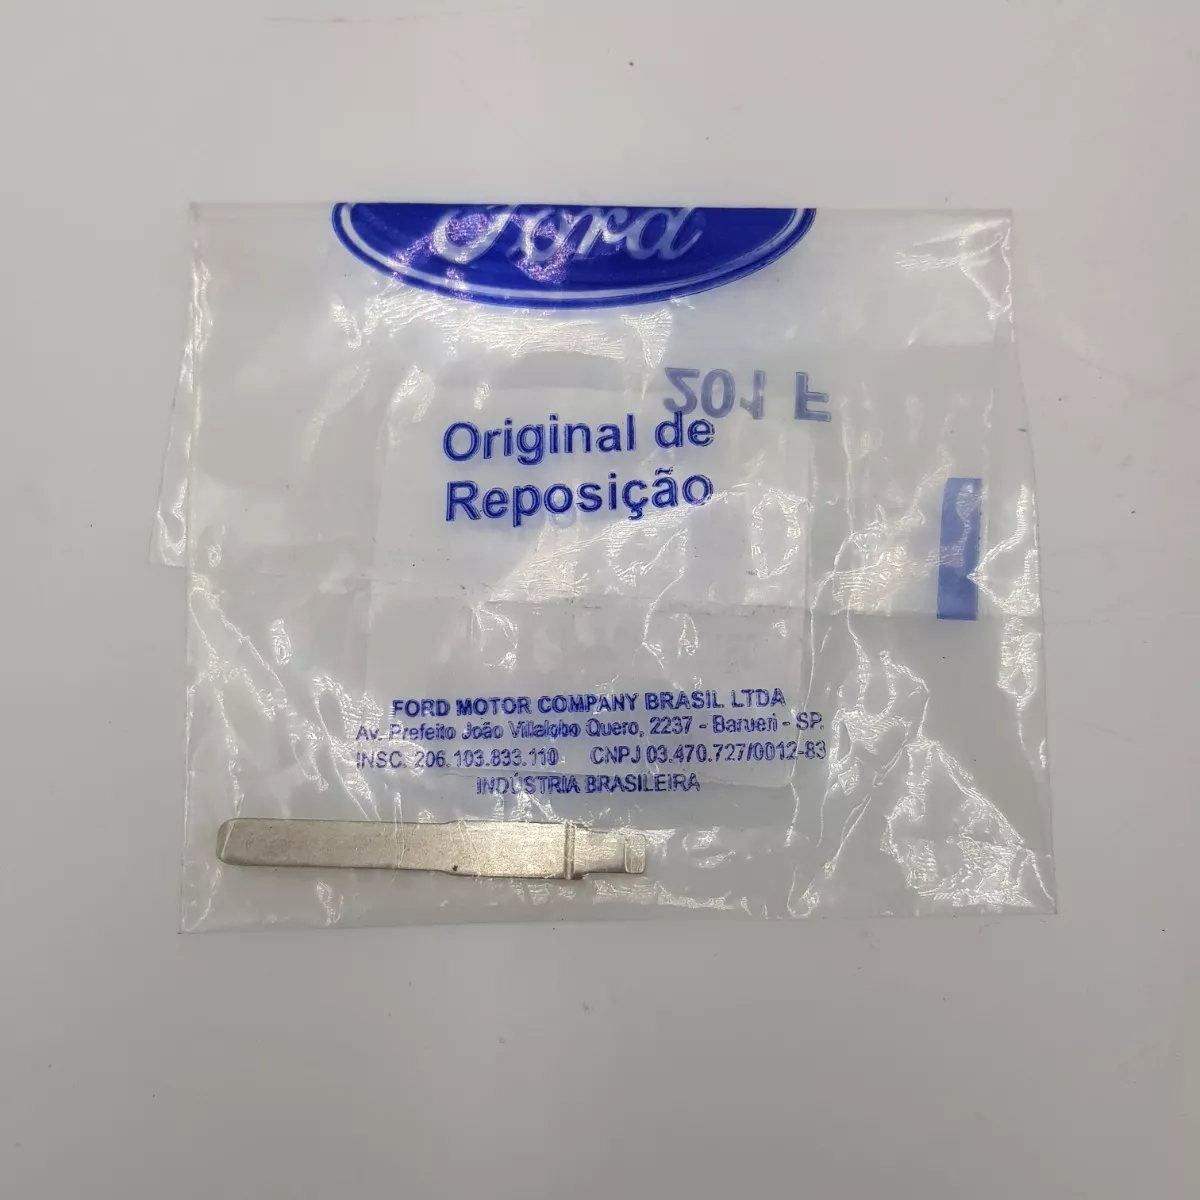 Ford
201 F
Original de
Reposição
FORD MOTOR COMPANY BRASIL LTDA
Av. Prefeito João Villalobo Quero, 2237 - Barueri - SP.
INSC. 206.103.833.110 CNPJ 03.470.727/0012-83
INDÚSTRIA BRASILEIRA